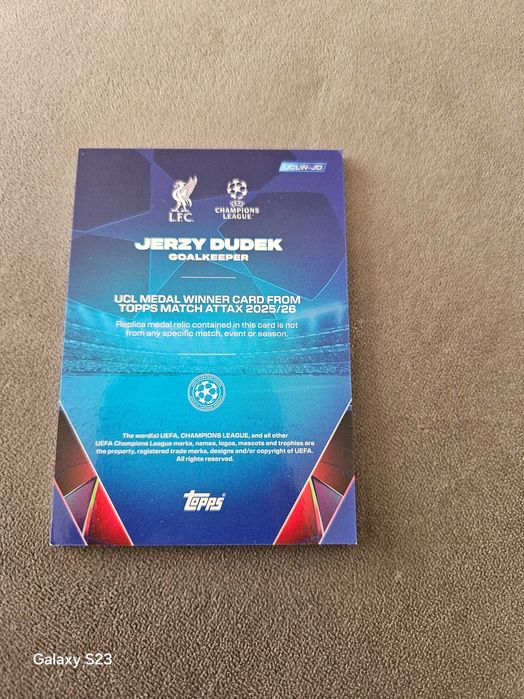 UCLW-JD
L.F.C.
UEFA
CHAMPIONS
LEAGUE
JERZY DUDEK
GOALKEEPER
UCL MEDAL WINNER CARD FROM
TOPPS MATCH ATTAX 2025/26
Replica medal relic contained in this card is not
from any specific match, event or season.
The word(s) UEFA, CHAMPIONS LEAGUE, and all other
UEFA Champions League marks, names, logos, mascots and trophies are
the property, registered trade marks, designs and/or copyright of UEFA.
All rights reserved.
topps
Galaxy S23